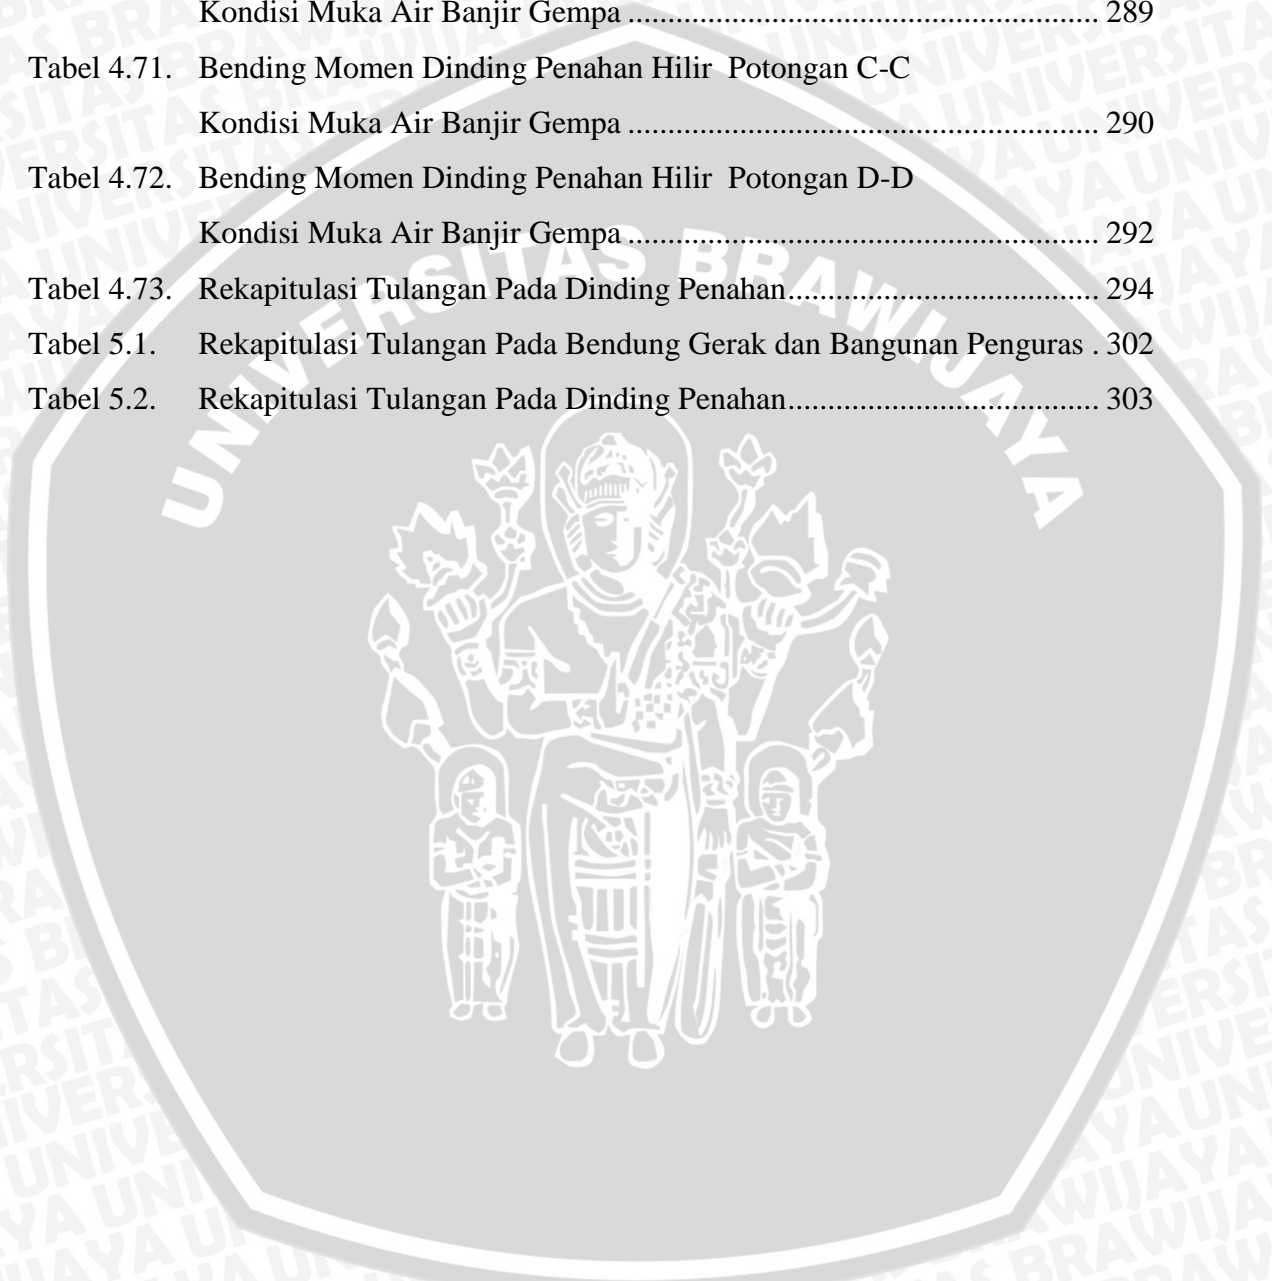 Kondisi Muka Air Banjir Gempa ........................................................... 289
Tabel 4.71. Bending Momen Dinding Penahan Hilir Potongan C-C
Kondisi Muka Air Banjir Gempa ........................................................... 290
Tabel 4.72. Bending Momen Dinding Penahan Hilir Potongan D-D
Kondisi Muka Air Banjir Gempa ........................................................... 292
Tabel 4.73. Rekapitulasi Tulangan Pada Dinding Penahan....................................... 294
Tabel 5.1. Rekapitulasi Tulangan Pada Bendung Gerak dan Bangunan Penguras . 302
Tabel 5.2. Rekapitulasi Tulangan Pada Dinding Penahan....................................... 303
UNIVERSITAS BRAWIJAYA